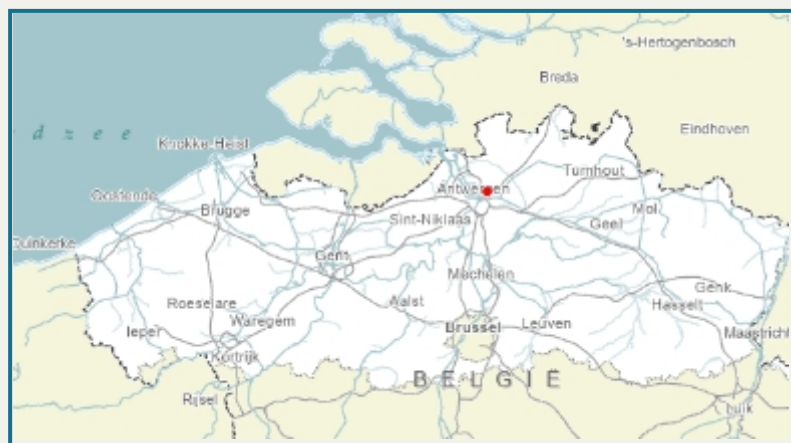 's-Hertogenbosch
Breda
Eindhoven
d z e e
Knokke-Heist
Turnhout
Antwerpen
Oostende
Mol
Brugge
Sint-Niklaas
Geel
Duinkerke
Gent
Mechelen
Genk
Roeselare
Aalst
Hasselt
Waregem
Ieper
Brussel
Leuven
Maastricht
Kortrijk
BELGIË
Rijsel
Luik